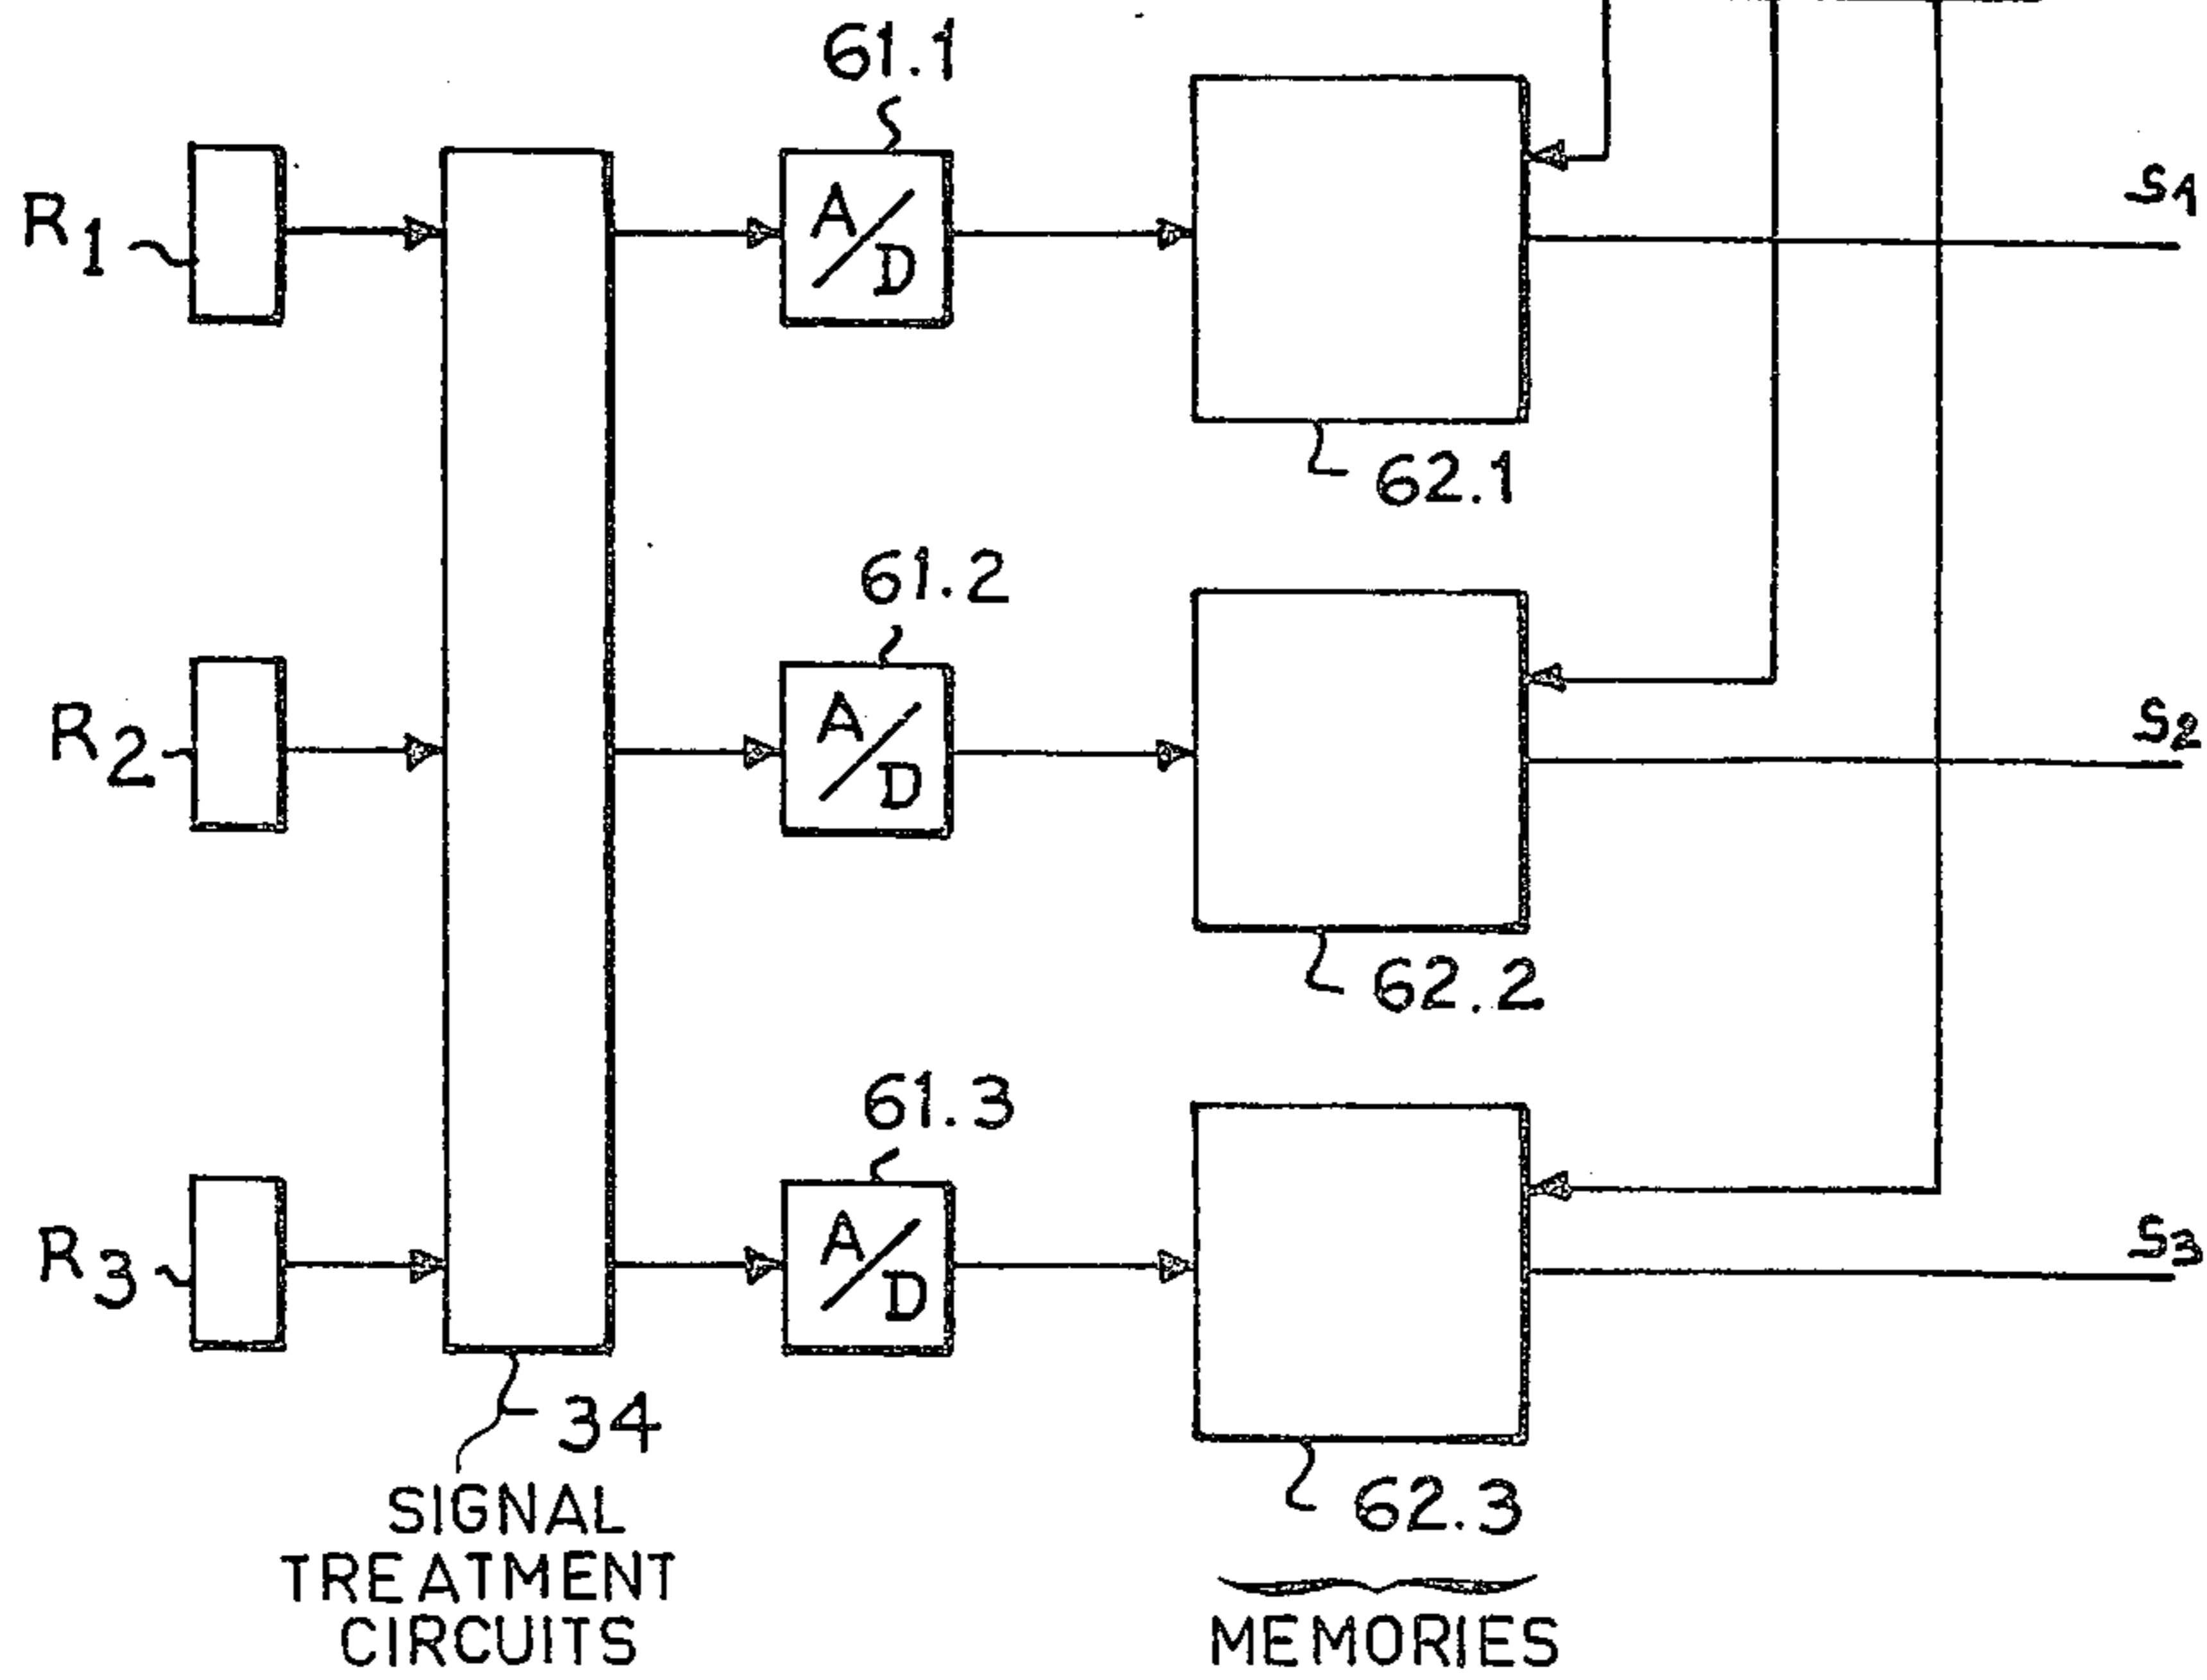 61.1
R1
A/D
S1
62.1
61.2
R2
A/D
S2
62.2
61.3
R3
A/D
S3
34
62.3
SIGNAL
TREATMENT
CIRCUITS
MEMORIES